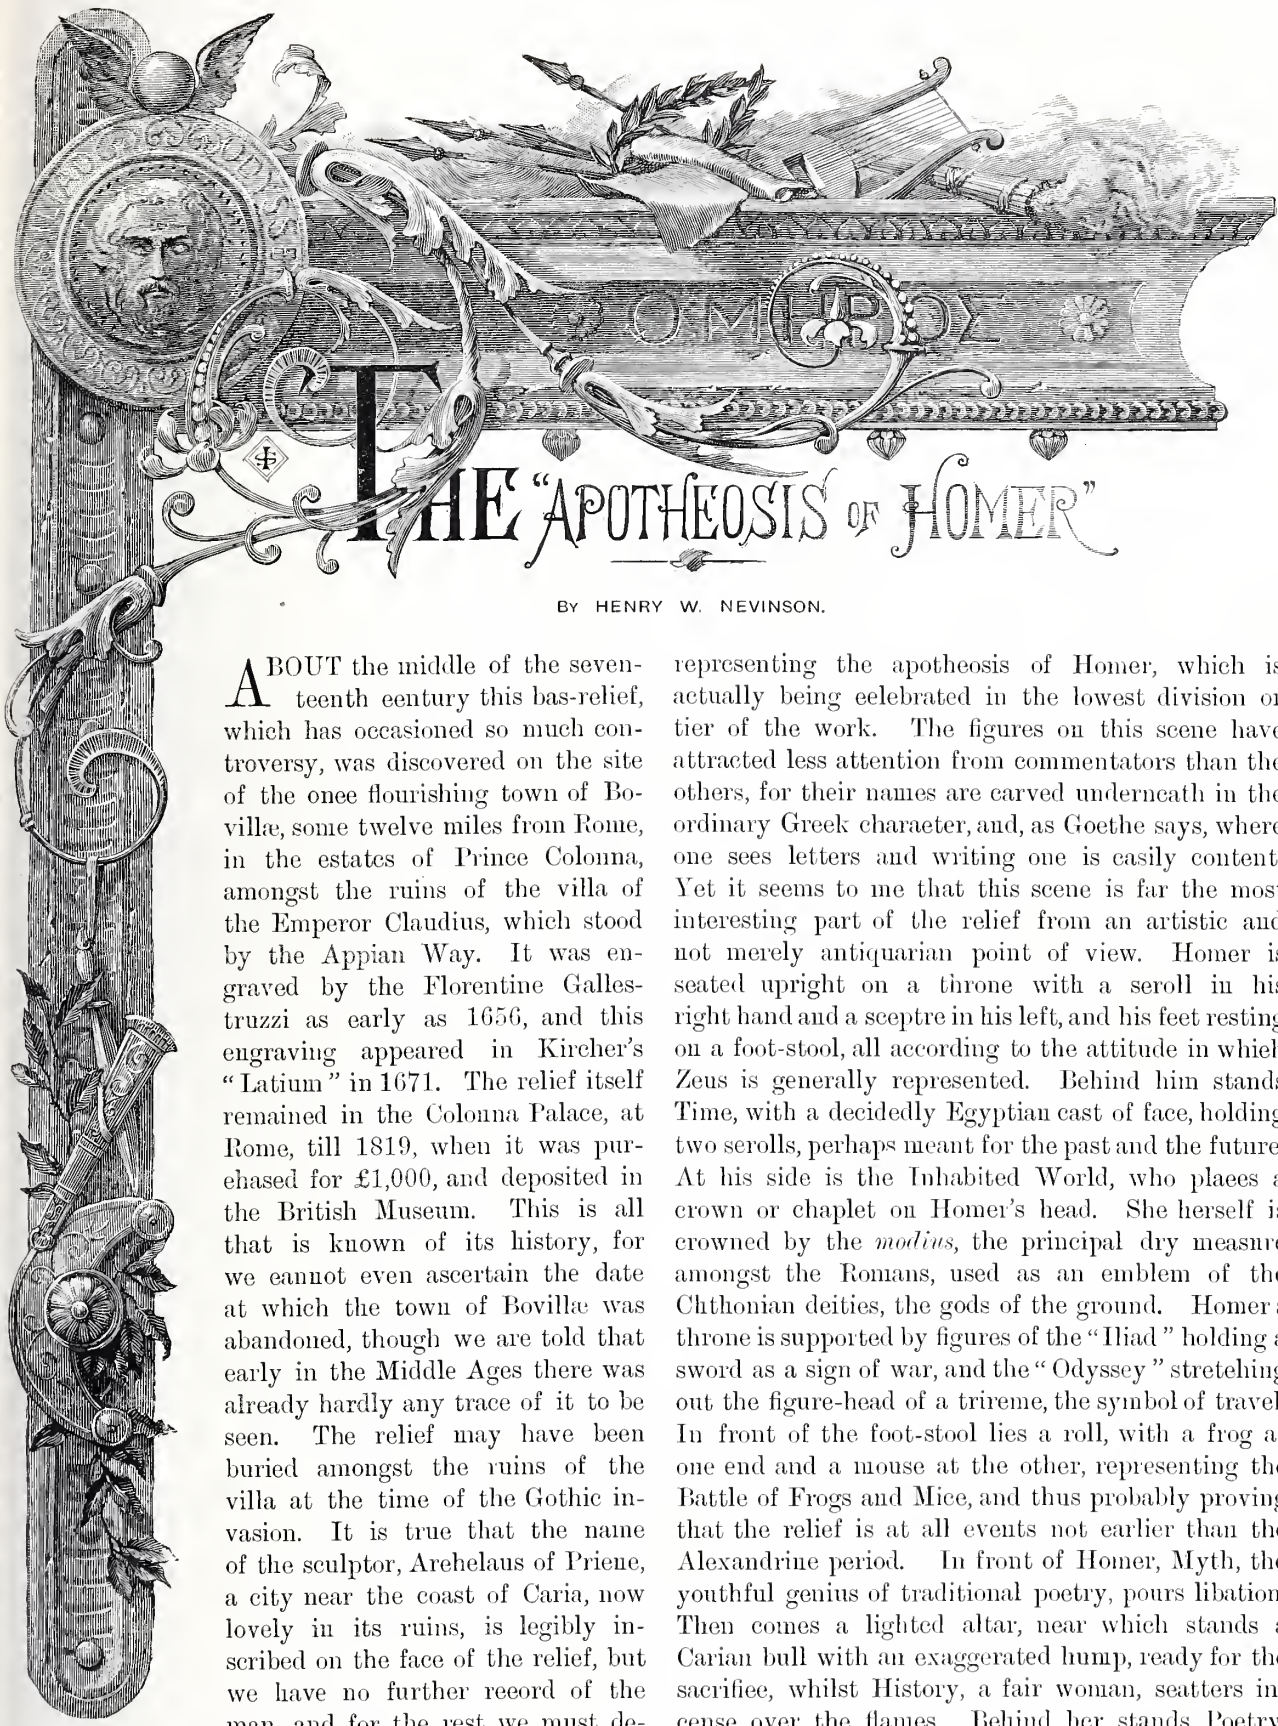 ΟΜΗΡΟΣ
THE "APOTHEOSIS OF HOMER"
BY HENRY W. NEVINSON.
ABOUT the middle of the seven-
teenth century this bas-relief,
which has occasioned so much con-
troversy, was discovered on the site
of the once flourishing town of Bo-
villæ, some twelve miles from Rome,
in the estates of Prince Colonna,
amongst the ruins of the villa of
the Emperor Claudius, which stood
by the Appian Way. It was en-
graved by the Florentine Galles-
truzzi as early as 1656, and this
engraving appeared in Kircher's
"Latium" in 1671. The relief itself
remained in the Colonna Palace, at
Rome, till 1819, when it was pur-
chased for £1,000, and deposited in
the British Museum. This is all
that is known of its history, for
we cannot even ascertain the date
at which the town of Bovillæ was
abandoned, though we are told that
early in the Middle Ages there was
already hardly any trace of it to be
seen. The relief may have been
buried amongst the ruins of the
villa at the time of the Gothic in-
vasion. It is true that the name
of the sculptor, Archelaus of Priene,
a city near the coast of Caria, now
lovely in its ruins, is legibly in-
scribed on the face of the relief, but
we have no further record of the
man, and for the rest we must de-
representing the apotheosis of Homer, which is
actually being celebrated in the lowest division or
tier of the work. The figures on this scene have
attracted less attention from commentators than the
others, for their names are carved underneath in the
ordinary Greek character, and, as Goethe says, where
one sees letters and writing one is easily content
Yet it seems to me that this scene is far the most
interesting part of the relief from an artistic and
not merely antiquarian point of view. Homer is
seated upright on a throne with a scroll in his
right hand and a sceptre in his left, and his feet resting
on a foot-stool, all according to the attitude in which
Zeus is generally represented. Behind him stands
Time, with a decidedly Egyptian cast of face, holding
two scrolls, perhaps meant for the past and the future
At his side is the Inhabited World, who places a
crown or chaplet on Homer's head. She herself is
crowned by the modius, the principal dry measure
amongst the Romans, used as an emblem of the
Chthonian deities, the gods of the ground. Homer's
throne is supported by figures of the "Iliad" holding a
sword as a sign of war, and the "Odyssey" stretching
out the figure-head of a trireme, the symbol of travel
In front of the foot-stool lies a roll, with a frog at
one end and a mouse at the other, representing the
Battle of Frogs and Mice, and thus probably proving
that the relief is at all events not earlier than the
Alexandrine period. In front of Homer, Myth, the
youthful genius of traditional poetry, pours libation
Then comes a lighted altar, near which stands a
Carian bull with an exaggerated hump, ready for the
sacrifice, whilst History, a fair woman, scatters in-
cense over the flames. Behind her stands Poetry